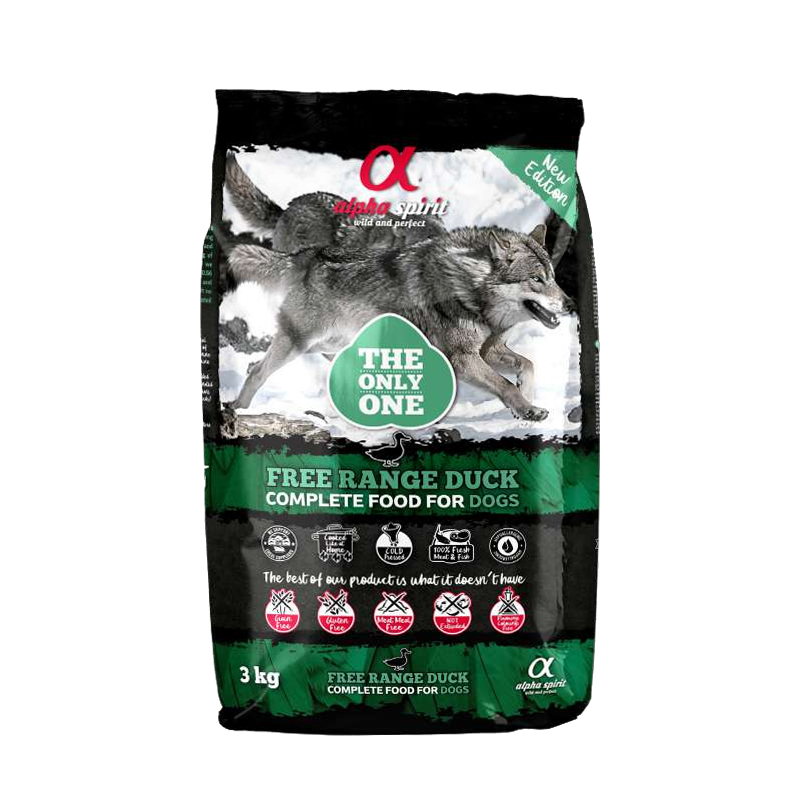 α
alpha spirit
wild and perfect
New
Edition
THE
ONLY
ONE
FREE RANGE DUCK
COMPLETE FOOD FOR DOGS
Cooked
Like at
Home
COLD
Pressed
100% Fresh
Meat & Fish
The best of our product is what it doesn't have
Grain
Free
Gluten
Free
Meat Meal
Free
NOT
Extruded
Free
3 kg
FREE RANGE DUCK
COMPLETE FOOD FOR DOGS
α
alpha spirit
wild and perfect